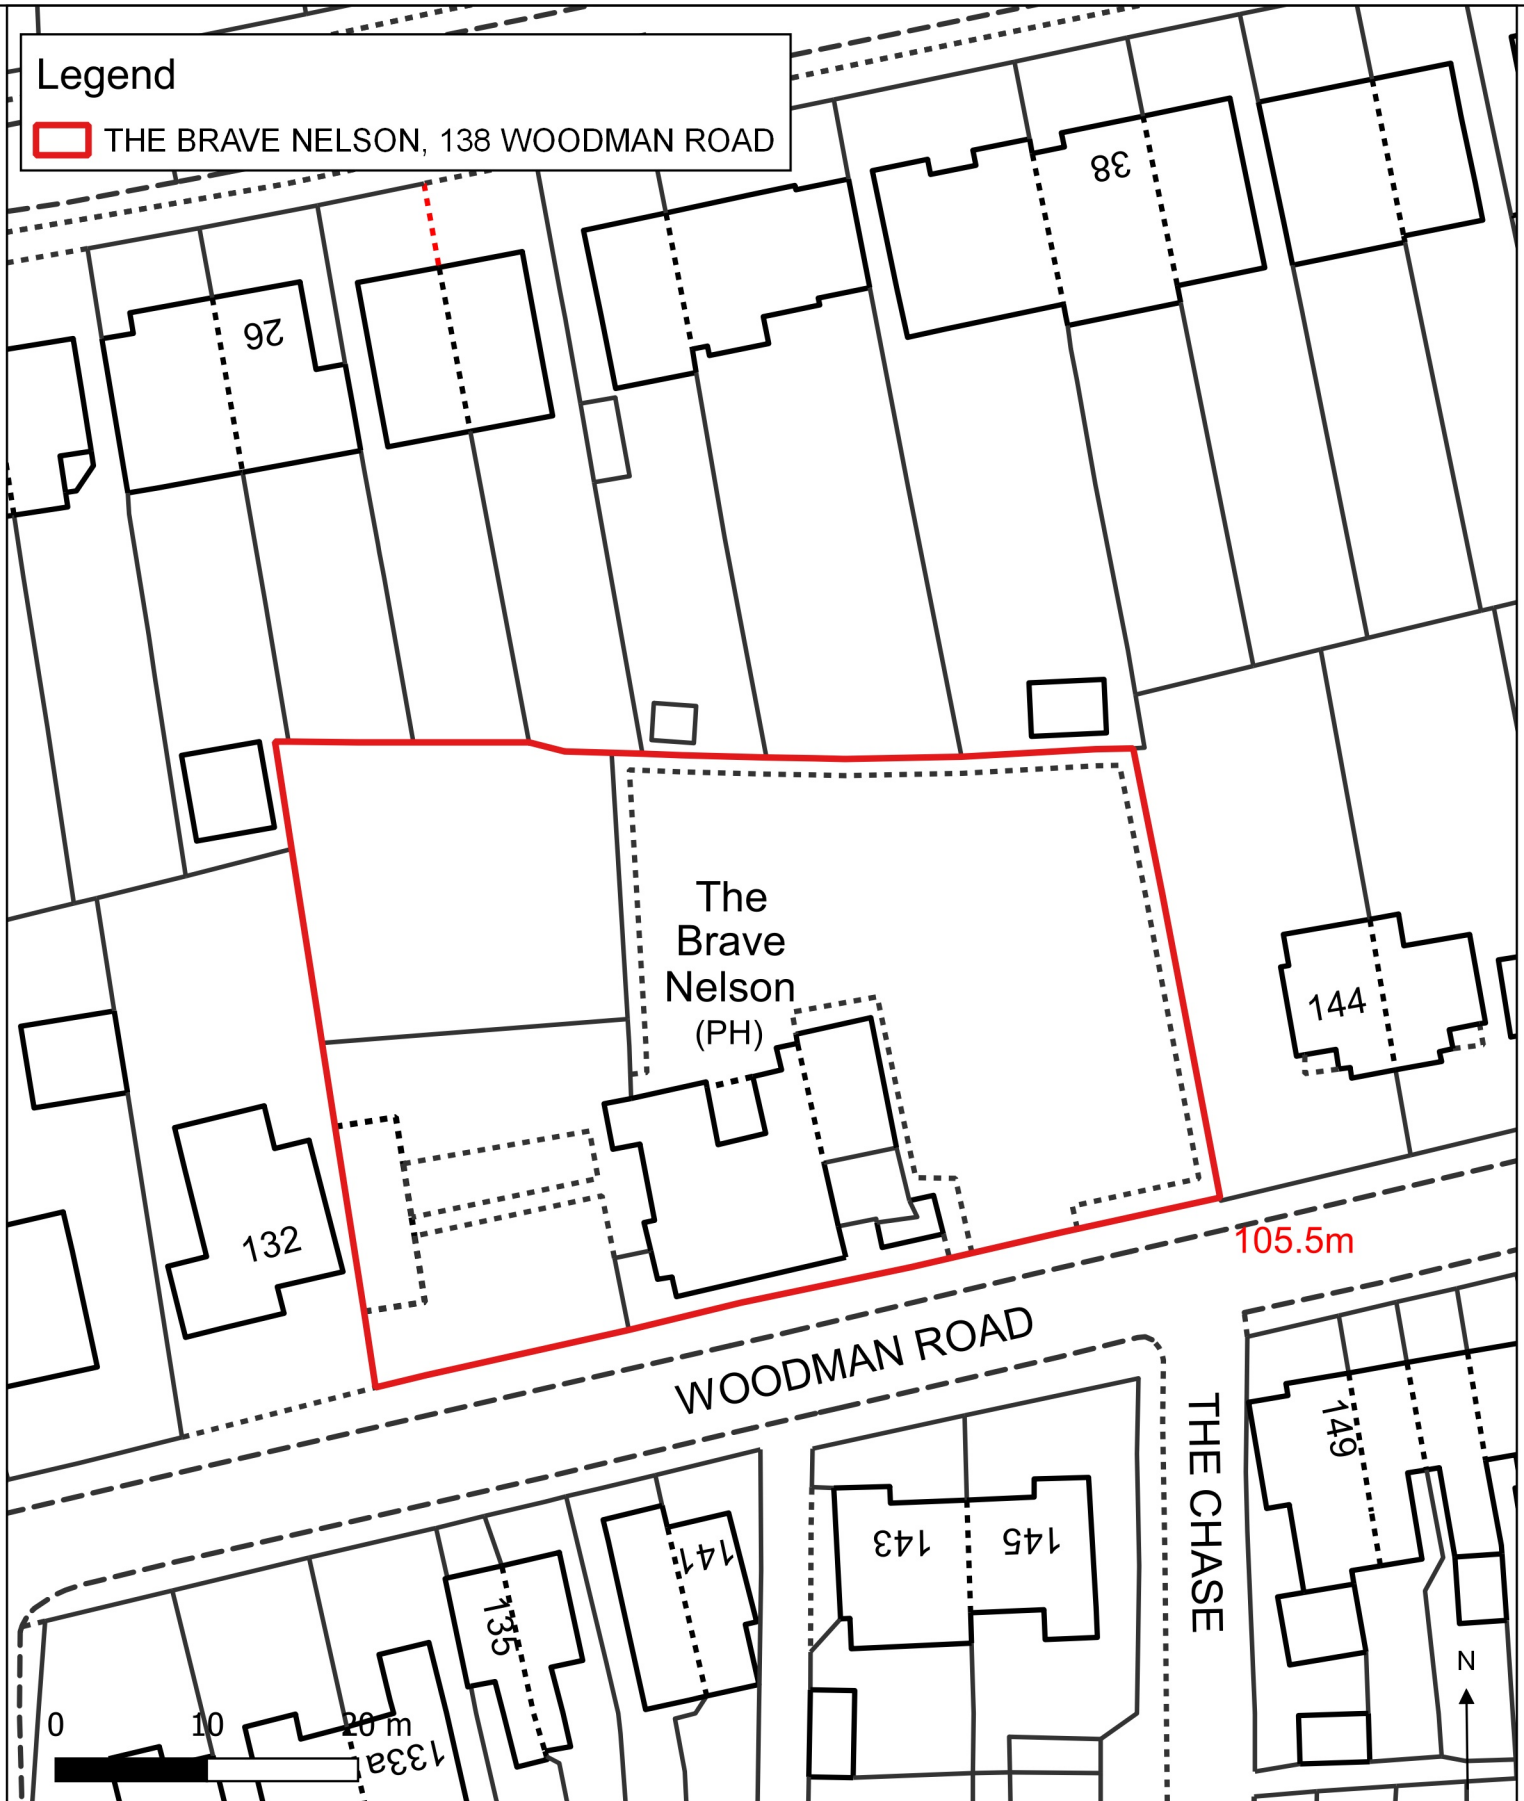 Legend
THE BRAVE NELSON, 138 WOODMAN ROAD
38
26
The
Brave
Nelson
(PH)
144
132
105.5m
WOODMAN ROAD
THE CHASE
149
143
145
141
135
133a
0 10 20 m
N